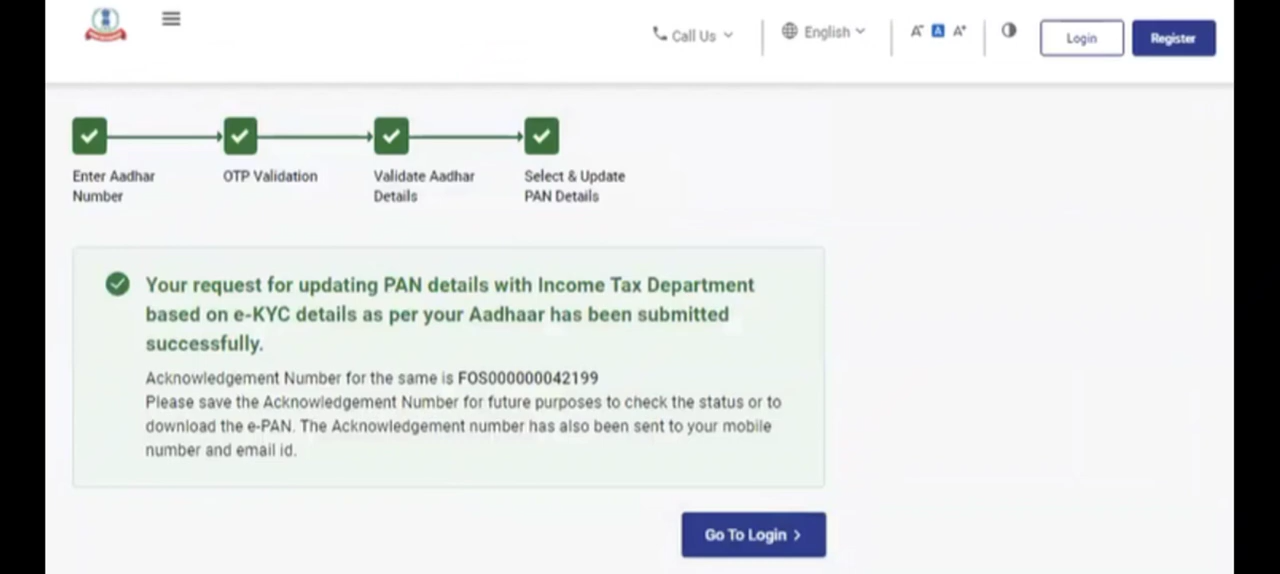 Call Us
English
A- A A+
Login
Register
Enter Aadhar
Number
OTP Validation
Validate Aadhar
Details
Select & Update
PAN Details
Your request for updating PAN details with Income Tax Department
based on e-KYC details as per your Aadhaar has been submitted
successfully.
Acknowledgement Number for the same is FOS000000042199
Please save the Acknowledgement Number for future purposes to check the status or to
download the e-PAN. The Acknowledgement number has also been sent to your mobile
number and email id.
Go To Login >